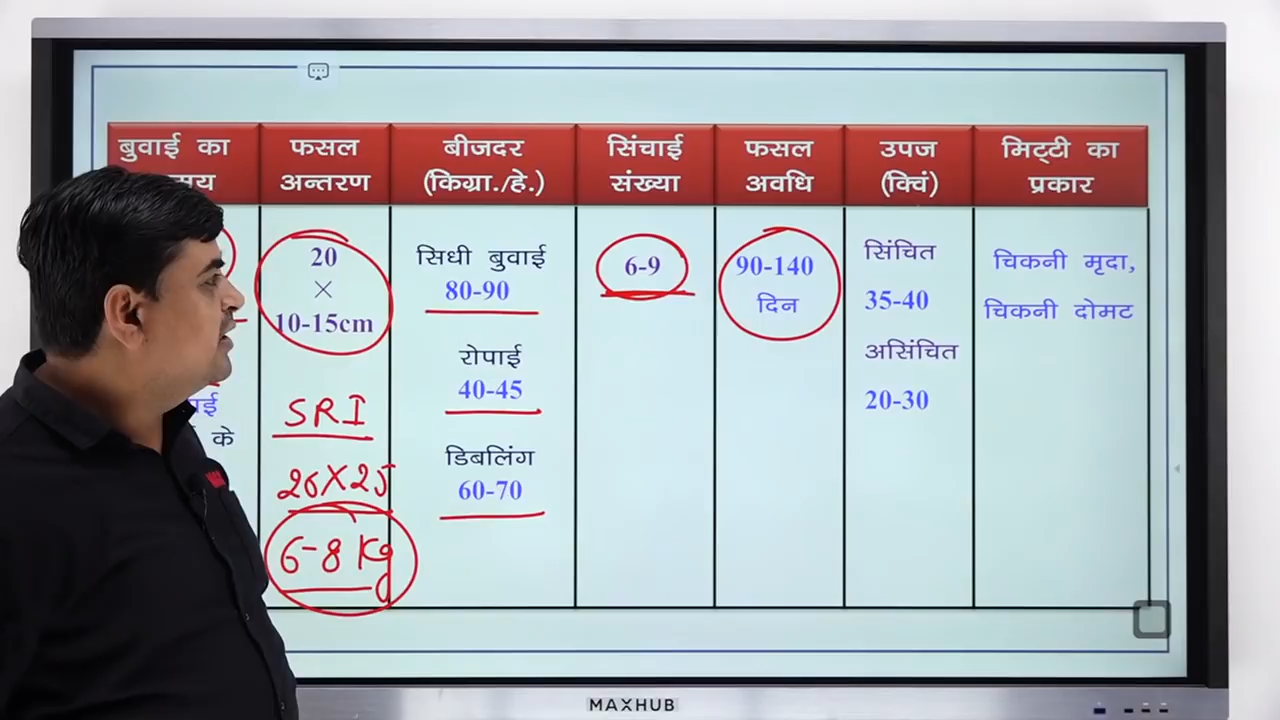 बुवाई का
फसल
अन्तरण
बीजदर
(किग्रा./हे.)
सिंचाई
संख्या
फसल
अवधि
उपज
(क्विं)
मिट्टी का
प्रकार
20
×
10-15cm
SRI
6-8 Kg
के
सिधी बुवाई
80-90
रोपाई
40-45
डिबलिंग
60-70
6-9
90-140
दिन
सिंचित
35-40
असिंचित
20-30
चिकनी मृदा,
चिकनी दोमट
MAXHUB